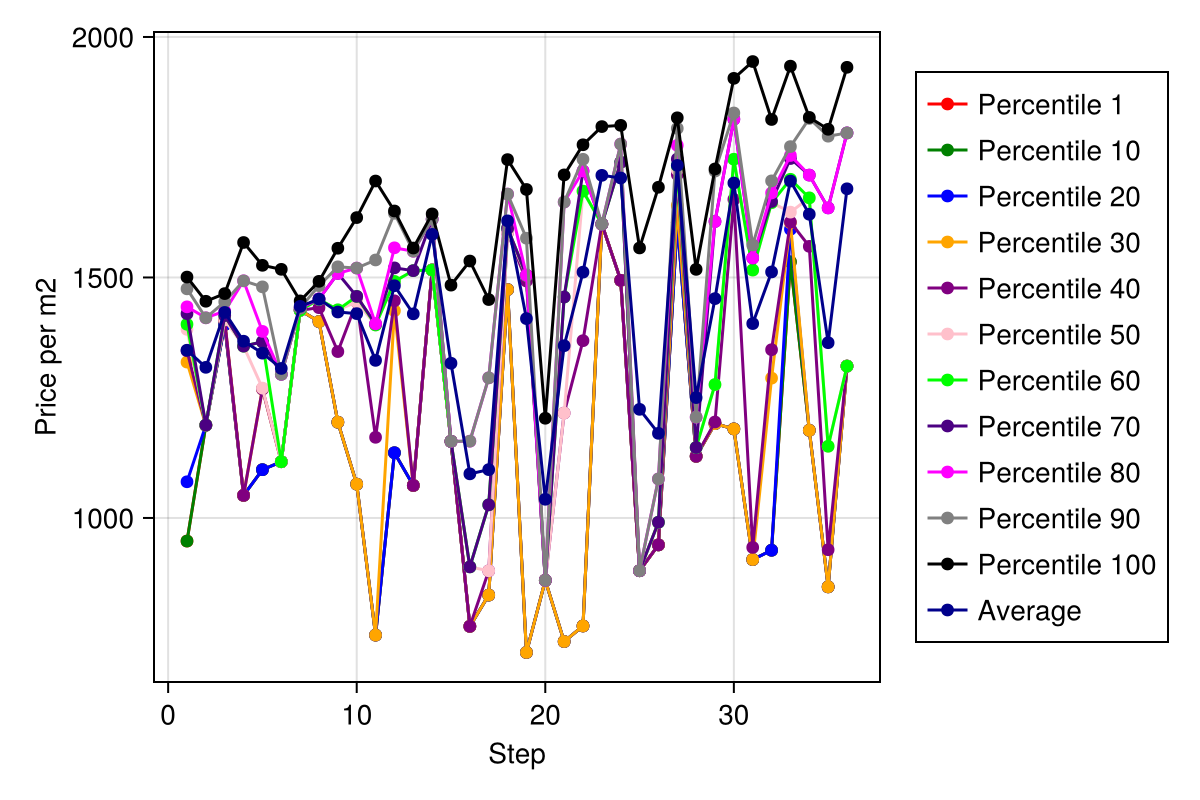 2000
1500
1000
Price per m2
0 10 20 30
Step
Percentile 1
Percentile 10
Percentile 20
Percentile 30
Percentile 40
Percentile 50
Percentile 60
Percentile 70
Percentile 80
Percentile 90
Percentile 100
Average